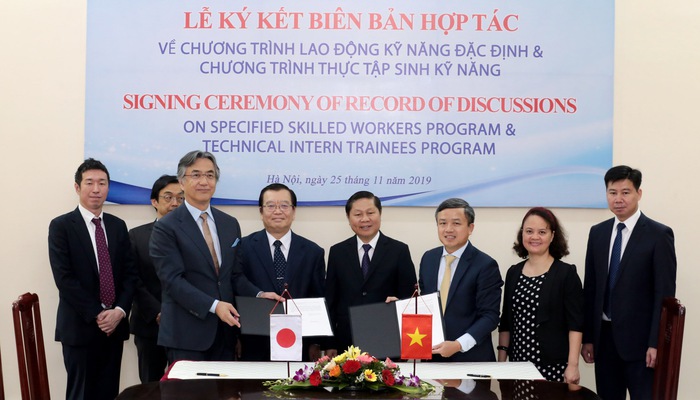 LỄ KÝ KẾT BIÊN BẢN HỢP TÁC
VỀ CHƯƠNG TRÌNH LAO ĐỘNG KỸ NĂNG ĐẶC ĐỊNH &
CHƯƠNG TRÌNH THỰC TẬP SINH KỸ NĂNG
SIGNING CEREMONY OF RECORD OF DISCUSSIONS
ON SPECIFIED SKILLED WORKERS PROGRAM &
TECHNICAL INTERN TRAINEES PROGRAM
Hà Nội, ngày 25 tháng 11 năm 2019